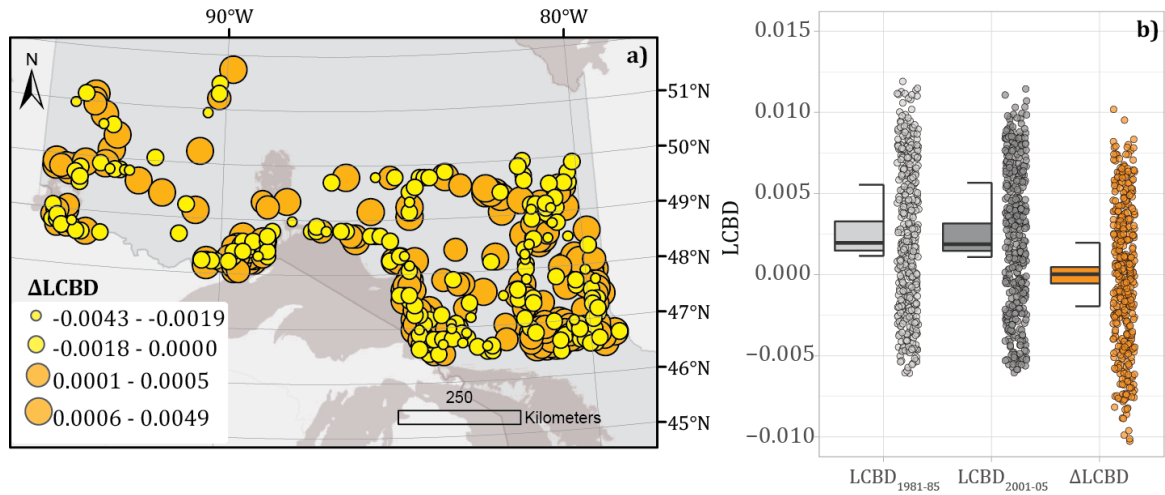 90°W 80°W
a)
N
51°N
50°N
49°N
48°N
47°N
46°N
45°N
ΔLCBD
-0.0043 - -0.0019
-0.0018 - 0.0000
0.0001 - 0.0005
0.0006 - 0.0049
250
Kilometers
b)
LCBD
0.015
0.010
0.005
0.000
−0.005
−0.010
LCBD1981-85 LCBD2001-05 ΔLCBD